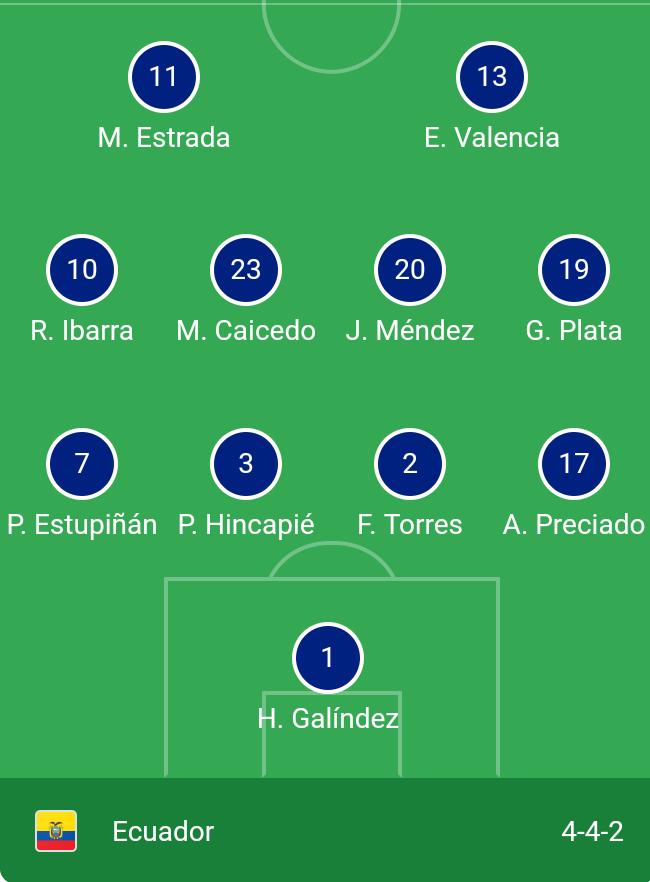 11 13
M. Estrada E. Valencia
10 23 20 19
R. Ibarra M. Caicedo J. Méndez G. Plata
7 3 2 17
P. Estupiñán P. Hincapié F. Torres A. Preciado
1
H. Galíndez
Ecuador 4-4-2